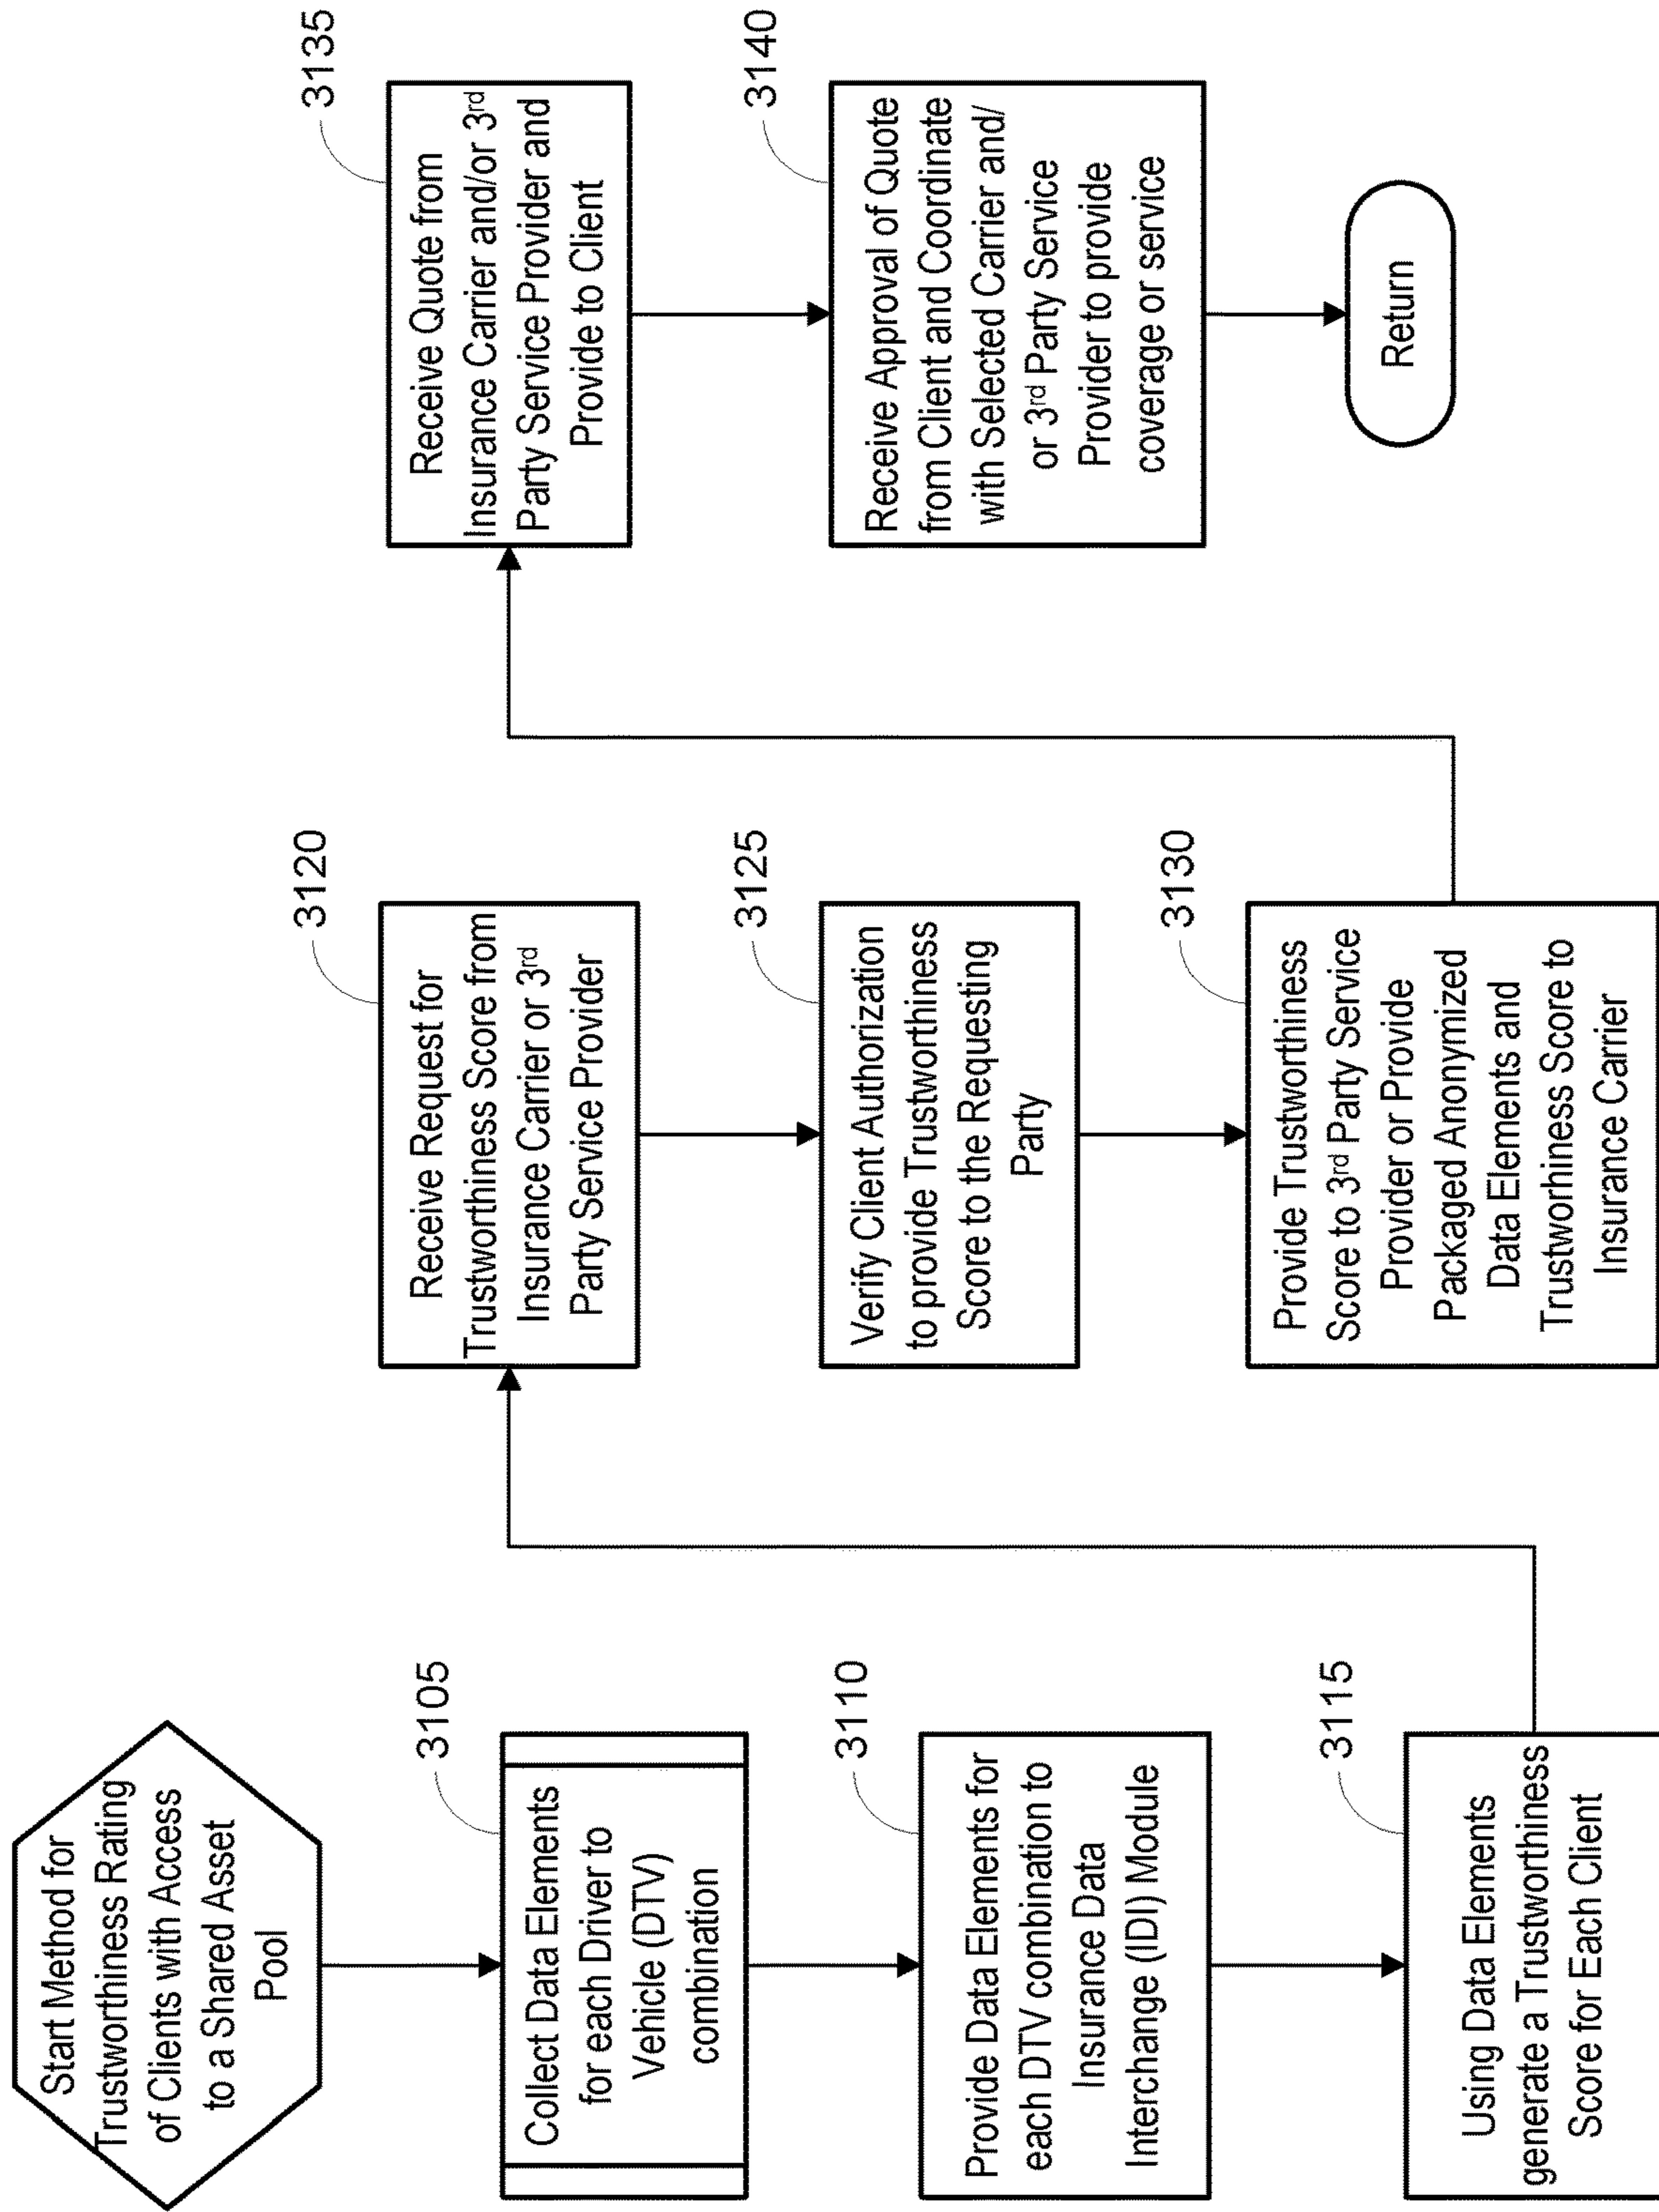 Start Method for
Trustworthiness Rating
of Clients with Access
to a Shared Asset
Pool
3105
Collect Data Elements
for each Driver to
Vehicle (DTV)
combination
3110
Provide Data Elements for
each DTV combination to
Insurance Data
Interchange (IDI) Module
3115
Using Data Elements
generate a Trustworthiness
Score for Each Client
3120
Receive Request for
Trustworthiness Score from
Insurance Carrier or 3rd
Party Service Provider
3125
Verify Client Authorization
to provide Trustworthiness
Score to the Requesting
Party
3130
Provide Trustworthiness
Score to 3rd Party Service
Provider or Provide
Packaged Anonymized
Data Elements and
Trustworhiness Score to
Insurance Carrier
3135
Receive Quote from
Insurance Carrier and/or 3rd
Party Service Provider and
Provide to Client
3140
Receive Approval of Quote
from Client and Coordinate
with Selected Carrier and/
or 3rd Party Service
Provider to provide
coverage or service
Return